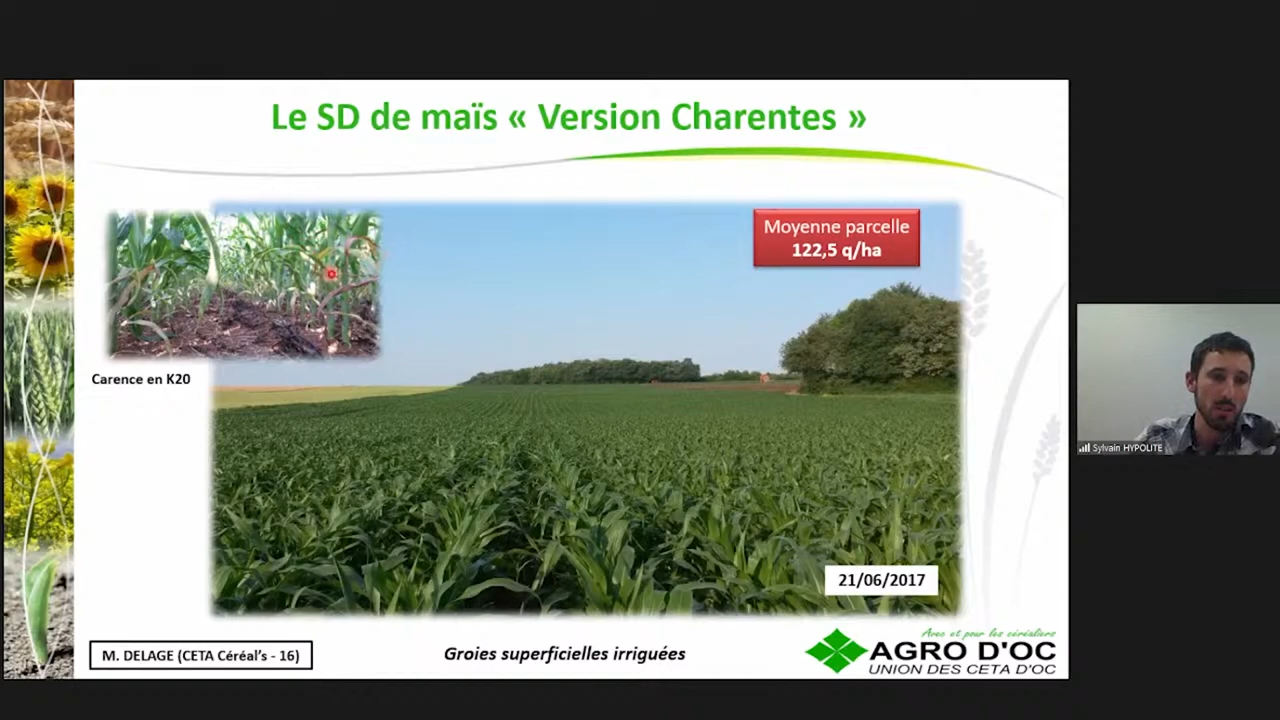 Le SD de maïs « Version Charentes »
Moyenne parcelle
122,5 q/ha
Carence en K20
Sylvain HYPOLITE
21/06/2017
M. DELAGE (CETA Céréal’s - 16)
Groies superficielles irriguées
Avec et pour les céréaliers
AGRO D'OC
UNION DES CETA D'OC